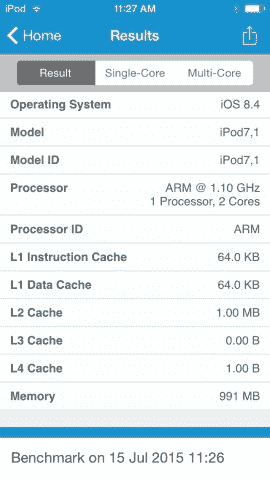 iPod 11:27 AM
Home Results
Result Single-Core Multi-Core
Operating System iOS 8.4
Model iPod7,1
Model ID iPod7,1
Processor ARM @ 1.10 GHz
1 Processor, 2 Cores
Processor ID ARM
L1 Instruction Cache 64.0 KB
L1 Data Cache 64.0 KB
L2 Cache 1.00 MB
L3 Cache 0.00 B
L4 Cache 1.00 B
Memory 991 MB
Benchmark on 15 Jul 2015 11:26